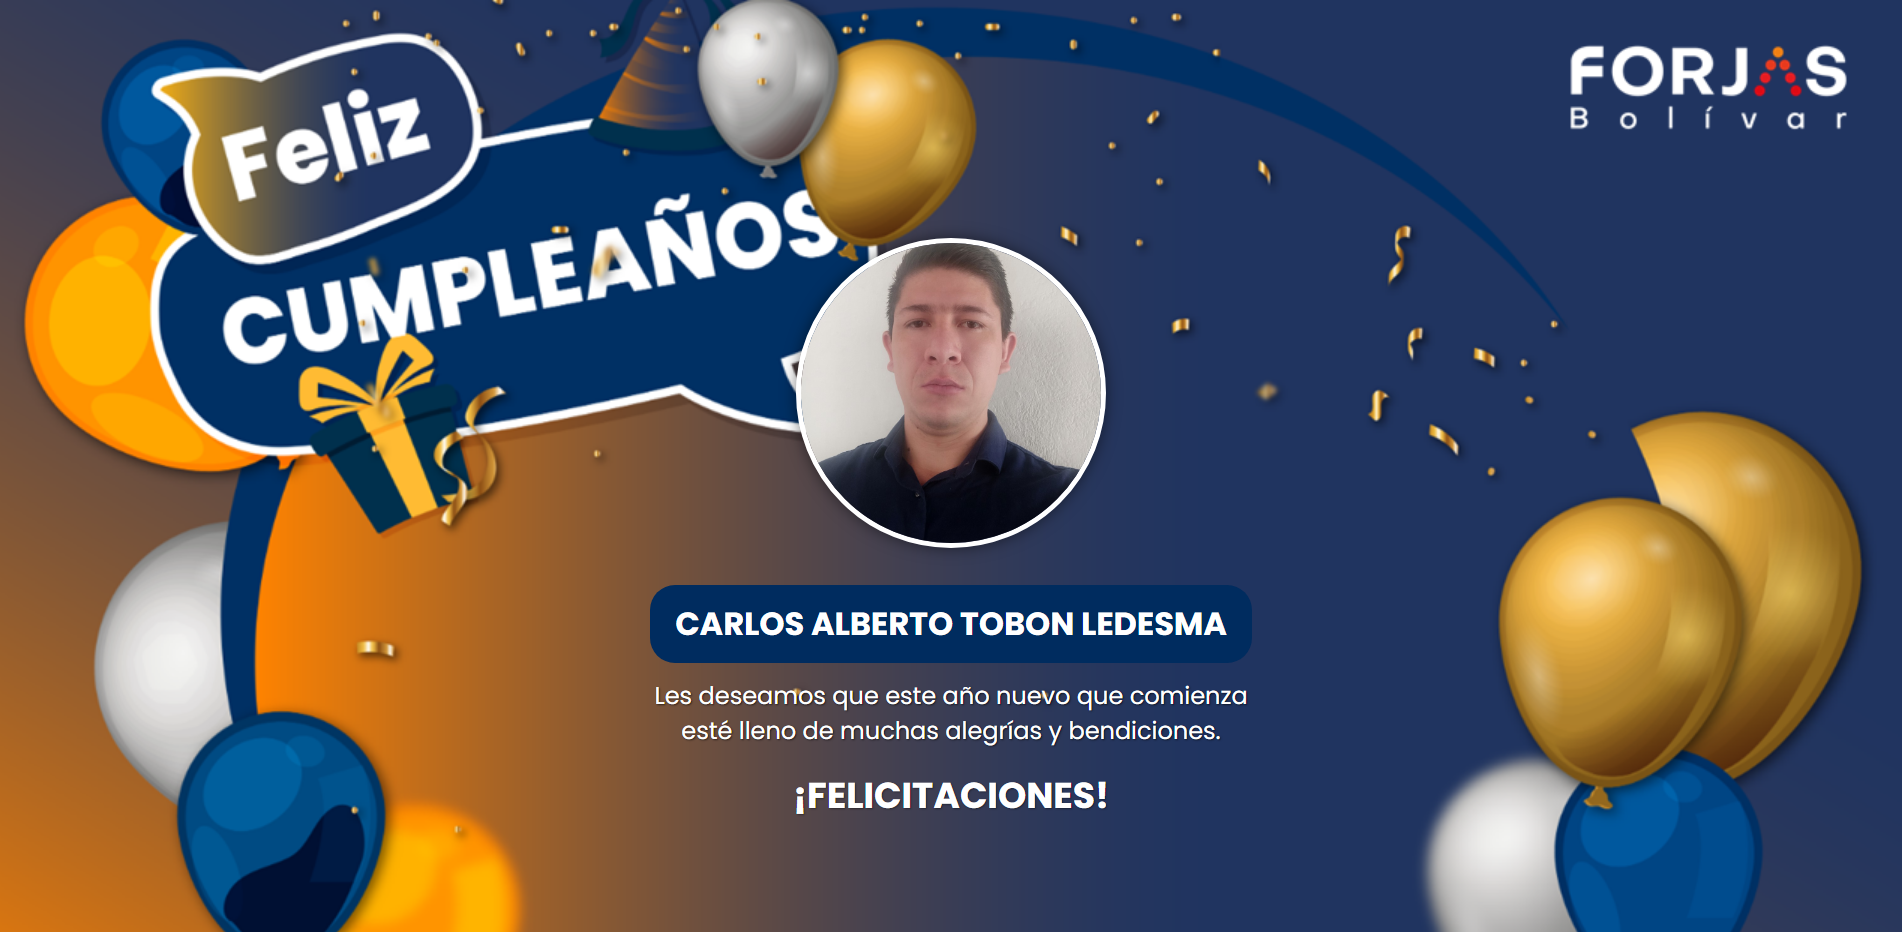 FORJAS
Bolívar
Feliz
CUMPLEAÑOS
CARLOS ALBERTO TOBON LEDESMA
Les deseamos que este año nuevo que comienza
esté lleno de muchas alegrías y bendiciones.
¡FELICITACIONES!